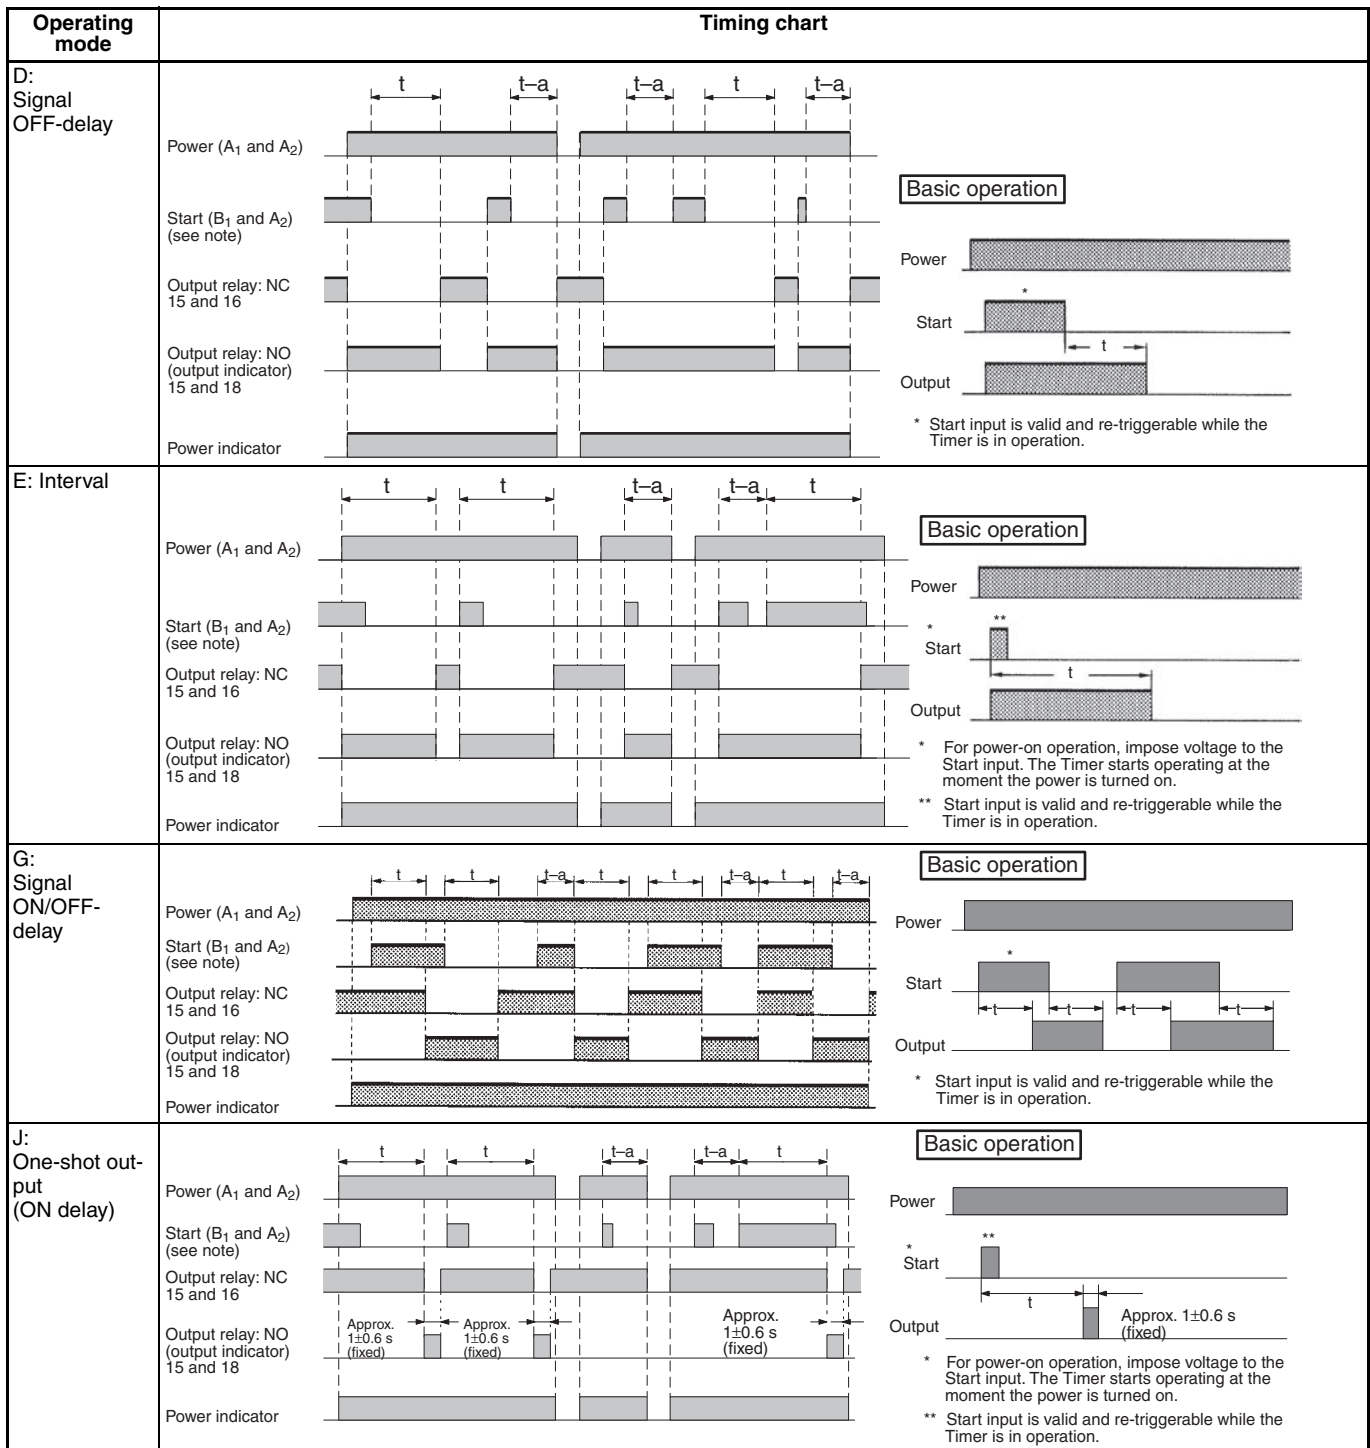 Operating
mode
Timing chart
D:
Signal
OFF-delay
t
t–a
t–a
t
t–a
Power (A1 and A2)
Start (B1 and A2)
(see note)
Output relay: NC
15 and 16
Output relay: NO
(output indicator)
15 and 18
Power indicator
Basic operation
Power
*
Start
t
Output
* Start input is valid and re-triggerable while the
Timer is in operation.
E: Interval
t
t
t–a
t–a
t
Power (A1 and A2)
Start (B1 and A2)
(see note)
Output relay: NC
15 and 16
Output relay: NO
(output indicator)
15 and 18
Power indicator
Basic operation
Power
**
*
Start
t
Output
* For power-on operation, impose voltage to the
Start input. The Timer starts operating at the
moment the power is turned on.
** Start input is valid and re-triggerable while the
Timer is in operation.
G:
Signal
ON/OFF-
delay
t
t
t–a
t
t
t–a
t
t–a
Power (A1 and A2)
Start (B1 and A2)
(see note)
Output relay: NC
15 and 16
Output relay: NO
(output indicator)
15 and 18
Power indicator
Basic operation
Power
*
Start
t
t
t
t
Output
* Start input is valid and re-triggerable while the
Timer is in operation.
J:
One-shot out-
put
(ON delay)
t
t
t–a
t–a
t
Power (A1 and A2)
Start (B1 and A2)
(see note)
Output relay: NC
15 and 16
Approx.
1±0.6 s
(fixed)
Approx.
1±0.6 s
(fixed)
Approx.
1±0.6 s
(fixed)
Output relay: NO
(output indicator)
15 and 18
Power indicator
Basic operation
Power
**
*
Start
t
Approx. 1±0.6 s
(fixed)
Output
* For power-on operation, impose voltage to the
Start input. The Timer starts operating at the
moment the power is turned on.
** Start input is valid and re-triggerable while the
Timer is in operation.